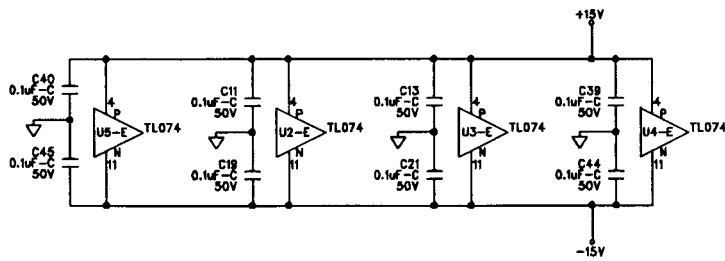 +15V
C40
0.1uF-C
50V
4
P
U5-E
TL074
N
11
C45
0.1uF-C
50V
C11
0.1uF-C
50V
4
P
U2-E
TL074
N
11
C19
0.1uF-C
50V
C13
0.1uF-C
50V
4
P
U3-E
TL074
N
11
C21
0.1uF-C
50V
C39
0.1uF-C
50V
4
P
U4-E
TL074
N
11
C44
0.1uF-C
50V
-15V